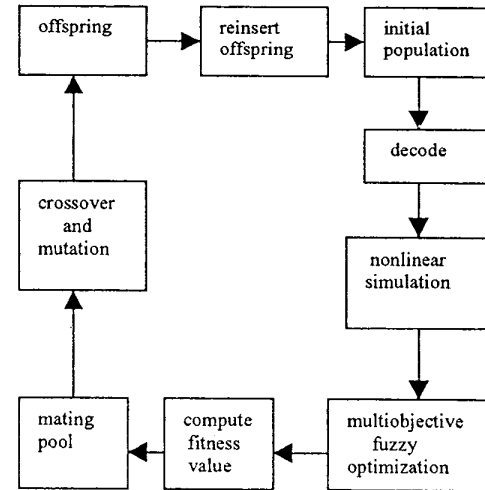 offspring
reinsert
offspring
initial
population
decode
nonlinear
simulation
multiobjective
fuzzy
optimization
compute
fitness
value
mating
pool
crossover
and
mutation